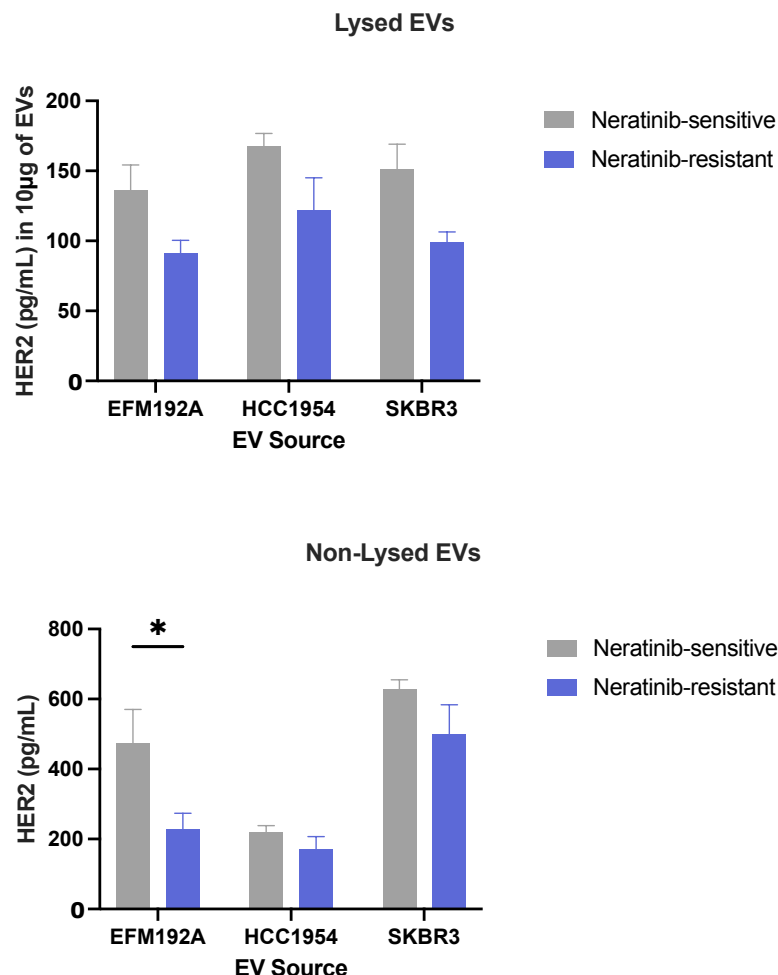 Lysed EVs
HER2 (pg/mL) in 10µg of EVs
200
150
100
50
0
EFM192A HCC1954 SKBR3
EV Source
Neratinib-sensitive
Neratinib-resistant
Non-Lysed EVs
HER2 (pg/mL)
800
600
400
200
0
*
EFM192A HCC1954 SKBR3
EV Source
Neratinib-sensitive
Neratinib-resistant